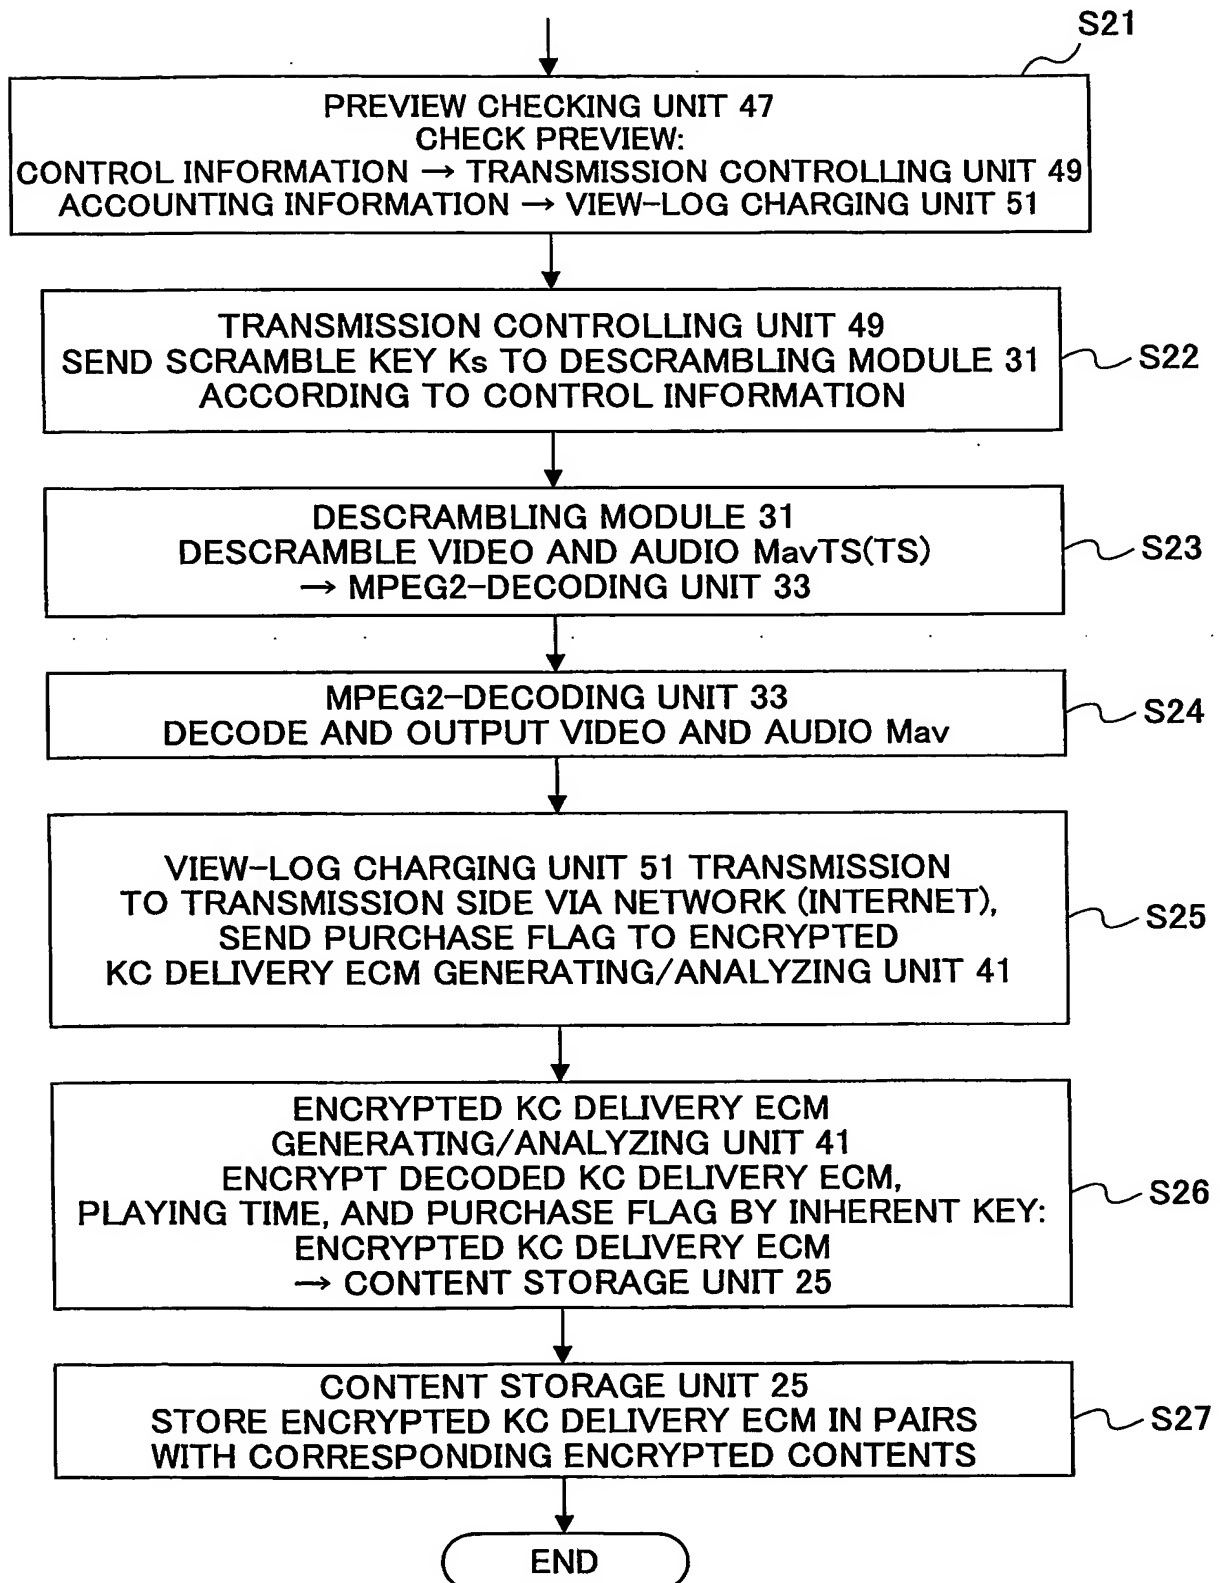 S21
PREVIEW CHECKING UNIT 47
CHECK PREVIEW:
CONTROL INFORMATION → TRANSMISSION CONTROLLING UNIT 49
ACCOUNTING INFORMATION → VIEW-LOG CHARGING UNIT 51
TRANSMISSION CONTROLLING UNIT 49
SEND SCRAMBLE KEY Ks TO DESCRAMBLING MODULE 31
ACCORDING TO CONTROL INFORMATION
S22
DESCRAMBLING MODULE 31
DESCRAMBLE VIDEO AND AUDIO MavTS(TS)
→ MPEG2-DECODING UNIT 33
S23
MPEG2-DECODING UNIT 33
DECODE AND OUTPUT VIDEO AND AUDIO Mav
S24
VIEW-LOG CHARGING UNIT 51 TRANSMISSION
TO TRANSMISSION SIDE VIA NETWORK (INTERNET),
SEND PURCHASE FLAG TO ENCRYPTED
KC DELIVERY ECM GENERATING/ANALYZING UNIT 41
S25
ENCRYPTED KC DELIVERY ECM
GENERATING/ANALYZING UNIT 41
ENCRYPT DECODED KC DELIVERY ECM,
PLAYING TIME, AND PURCHASE FLAG BY INHERENT KEY:
ENCRYPTED KC DELIVERY ECM
→ CONTENT STORAGE UNIT 25
S26
CONTENT STORAGE UNIT 25
STORE ENCRYPTED KC DELIVERY ECM IN PAIRS
WITH CORRESPONDING ENCRYPTED CONTENTS
S27
END